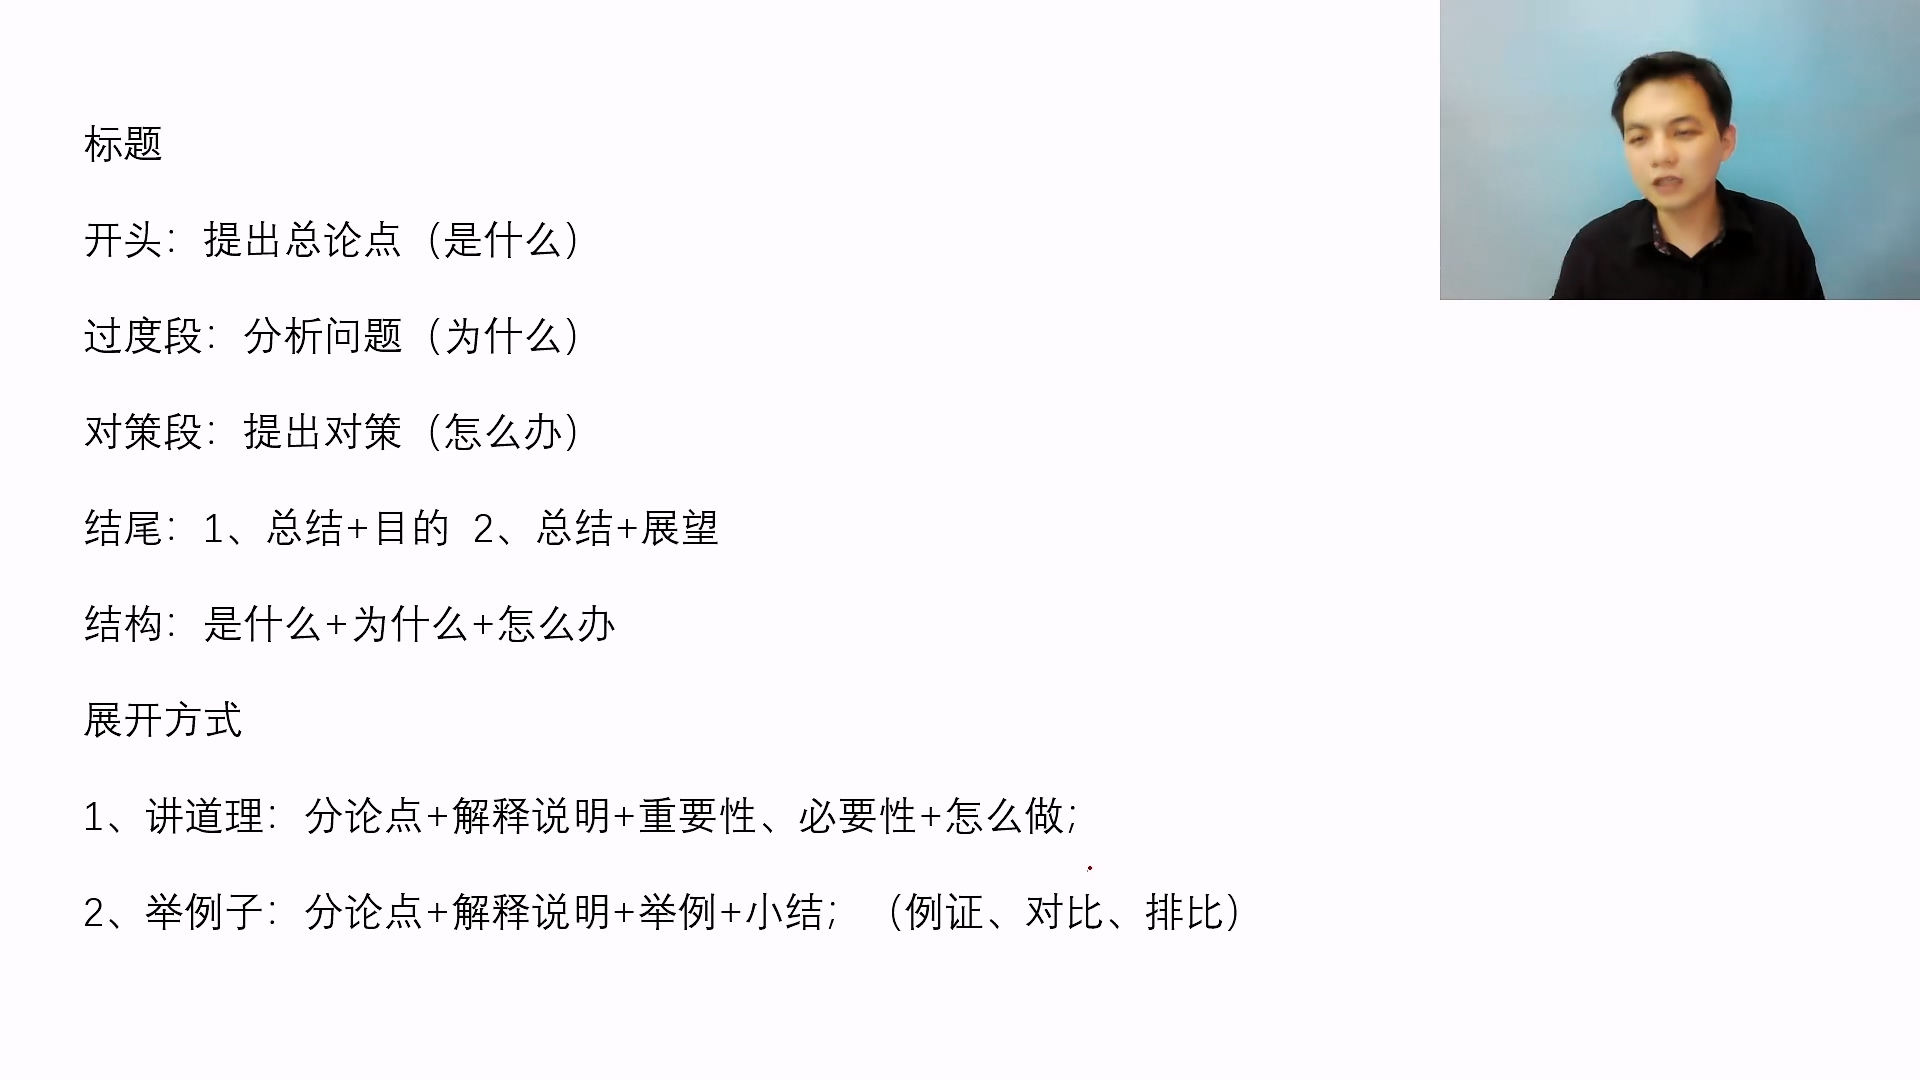 标题
开头：提出总论点（是什么）
过度段：分析问题（为什么）
对策段：提出对策（怎么办）
结尾：1、总结+目的 2、总结+展望
结构：是什么+为什么+怎么办
展开方式
1、讲道理：分论点+解释说明+重要性、必要性+怎么做；
2、举例子：分论点+解释说明+举例+小结；（例证、对比、排比）